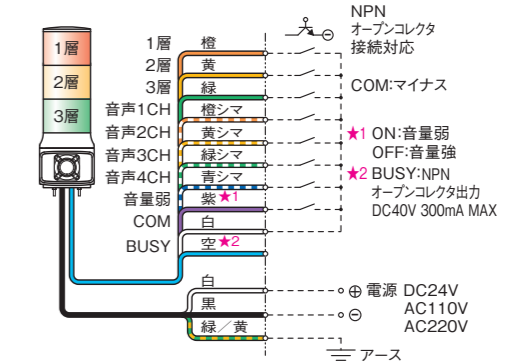 NPN
オープンコレクタ
接続対応
COM:マイナス
★1 ON:音量弱
OFF:音量強
★2 BUSY:NPN
オープンコレクタ出力
DC40V 300mA MAX
1層
2層
3層
1層 橙
2層 黄
3層 緑
音声1CH 橙シマ
音声2CH 黄シマ
音声3CH 緑シマ
音声4CH 青シマ
音量弱 紫★1
COM 白
BUSY 空★2
白
黒
緑/黄
⊖
⊕ 電源 DC24V
AC110V
⊖
AC220V
アース